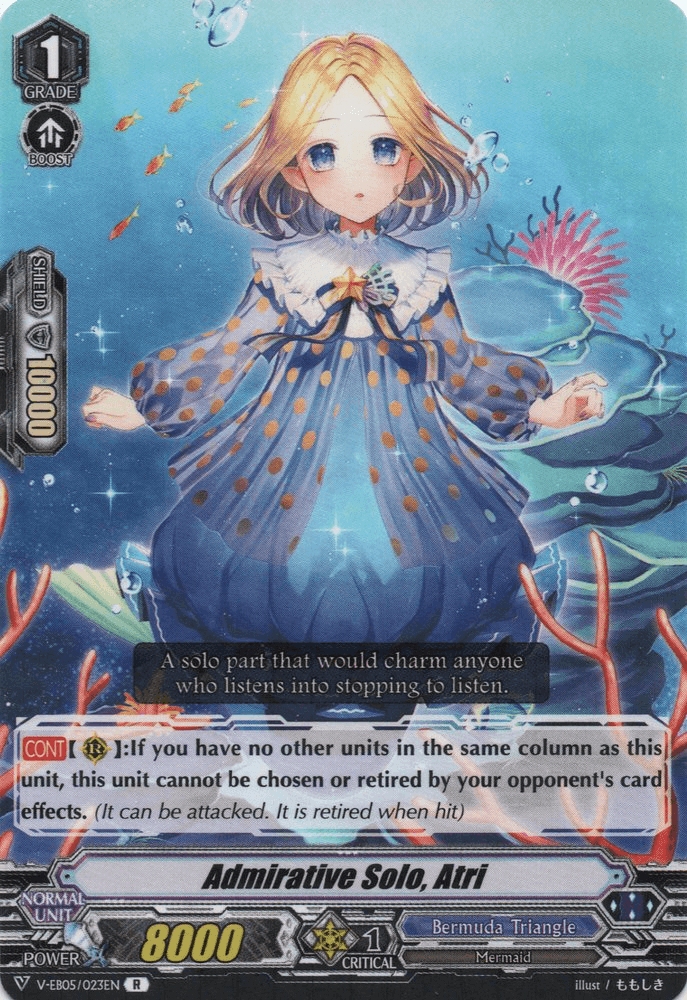 1
GRADE
BOOST
SHIELD
10000
A solo part that would charm anyone
who listens into stopping to listen.
CONT【 R 】:If you have no other units in the same column as this
unit, this unit cannot be chosen or retired by your opponent's card
effects. (It can be attacked. It is retired when hit)
Admirative Solo, Atri
NORMAL
UNIT
POWER
8000
1
CRITICAL
Bermuda Triangle
Mermaid
V V-EB05/023EN R
illust / ももしき